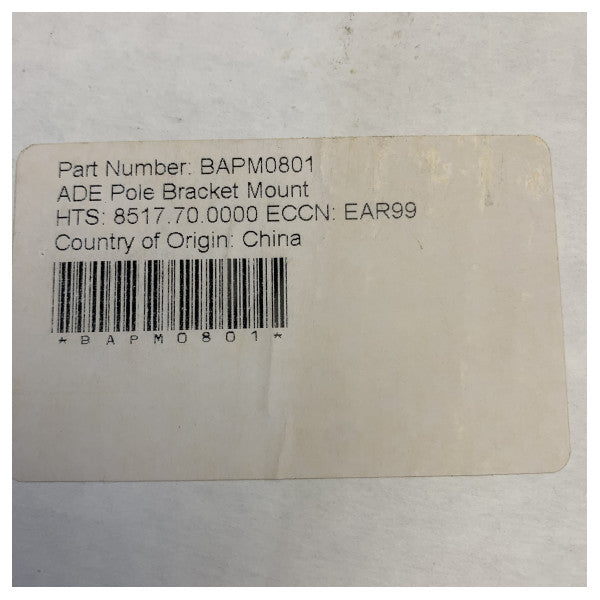 Part Number: BAPM0801
ADE Pole Bracket Mount
HTS: 8517.70.0000 ECCN: EAR99
Country of Origin: China
*BAPM0801*